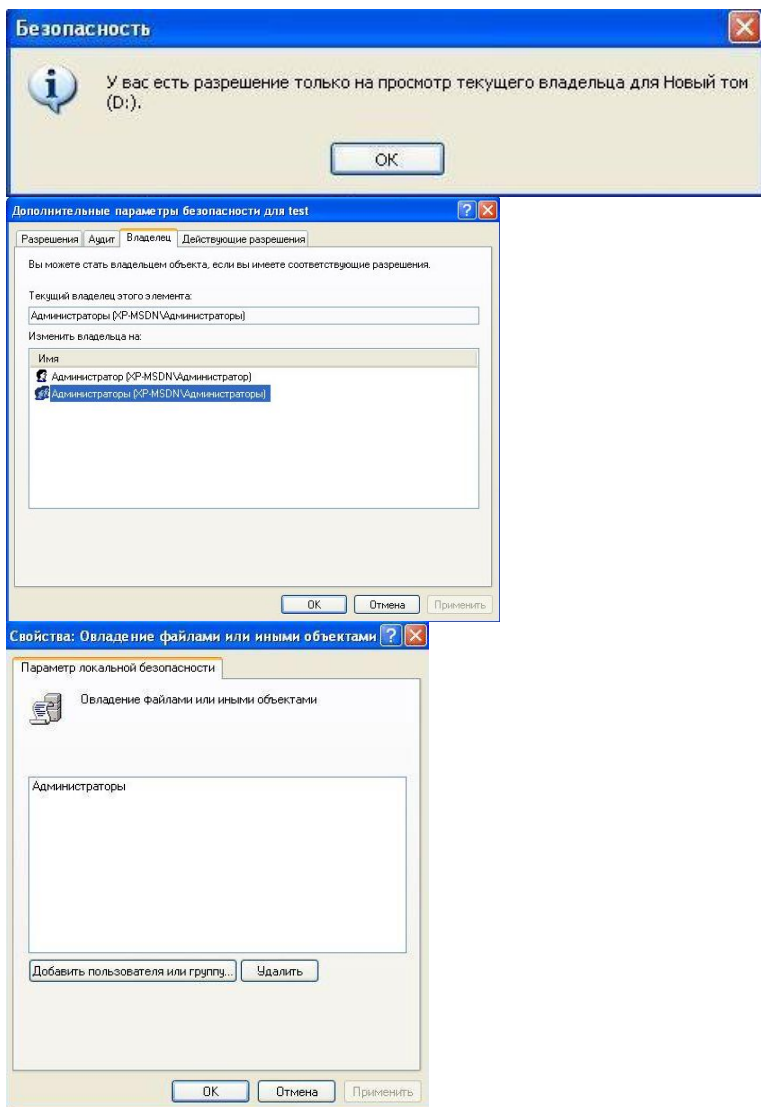 Безопасность
У вас есть разрешение только на просмотр текущего владельца для Новый том
(D:).
ОК
Дополнительные параметры безопасности для test
Разрешения Аудит Владелец Действующие разрешения
Вы можете стать владельцем объекта, если вы имеете соответствующие разрешения.
Текущий владелец этого элемента:
Администраторы (XP-MSDN\Администраторы)
Изменить владельца на:
Имя
Администратор (XP-MSDN\Администратор)
Администраторы (XP-MSDN\Администраторы)
ОК Отмена Применить
Свойства: Овладение файлами или иными объектами
Параметр локальной безопасности
Овладение файлами или иными объектами
Администраторы
Добавить пользователя или группу... Удалить
ОК Отмена Применить